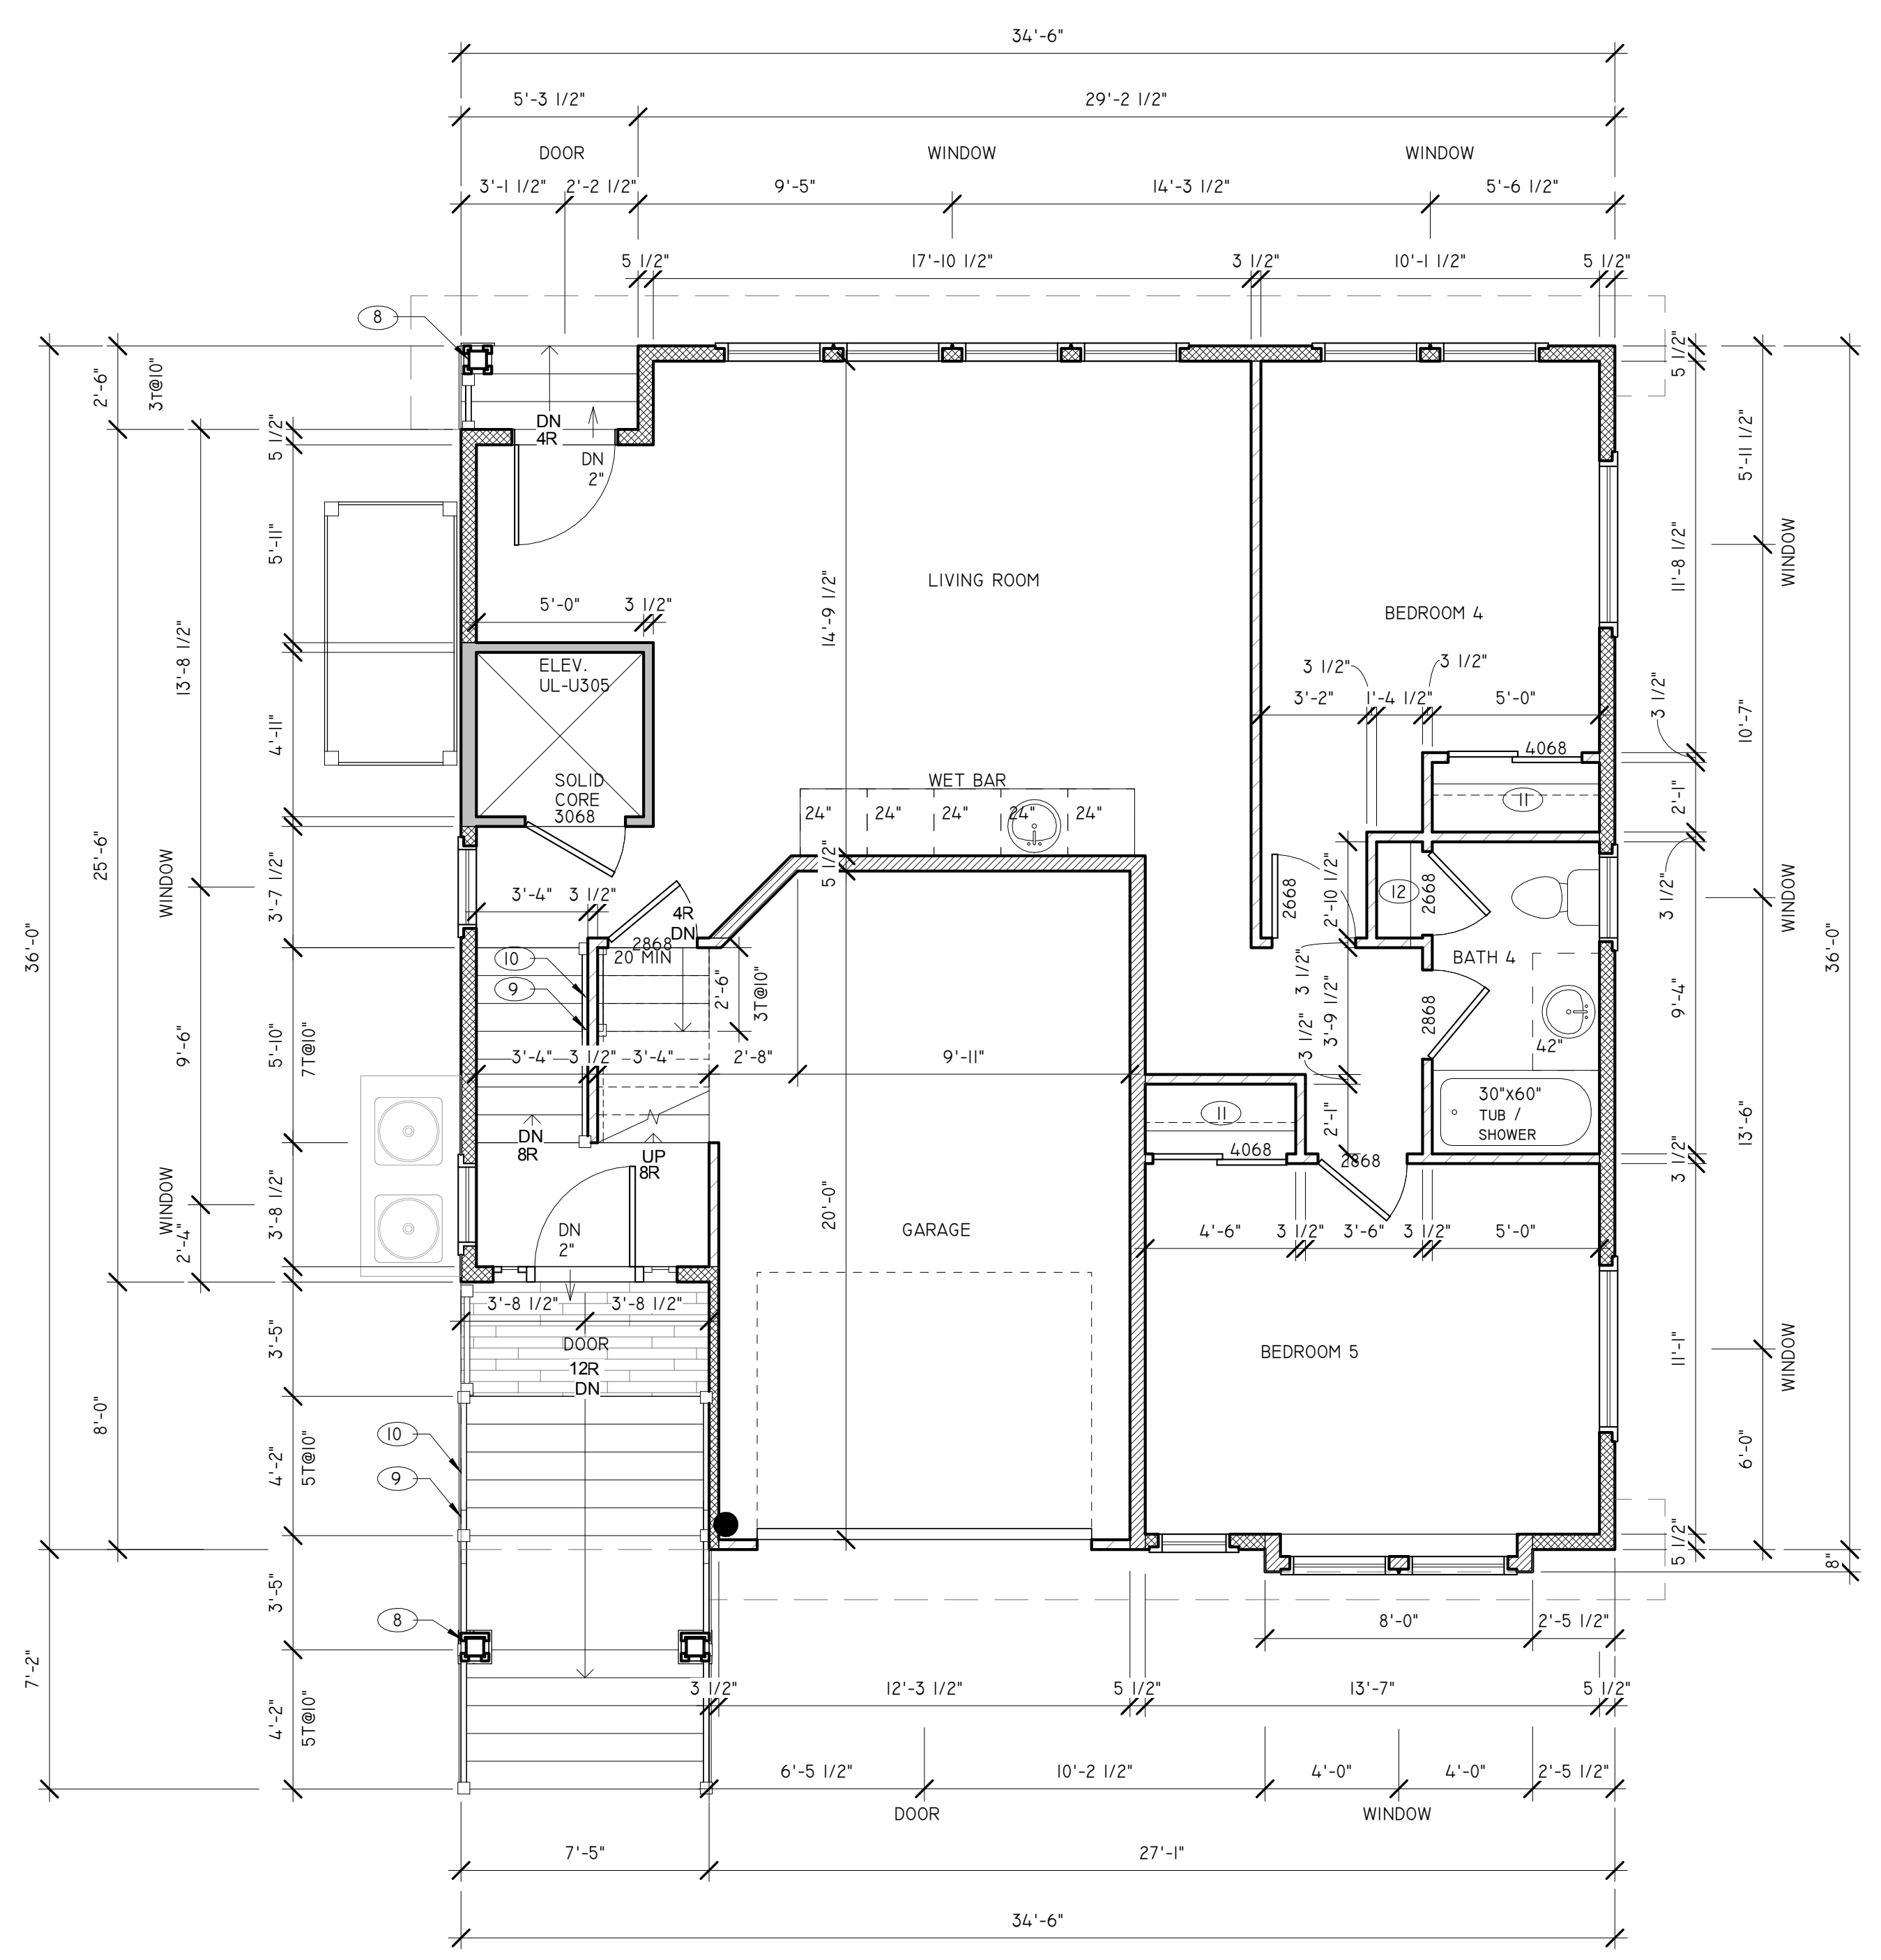 34'-6"
5'-3 1/2"
29'-2 1/2"
DOOR
WINDOW
WINDOW
3'-1 1/2"
2'-2 1/2"
9'-5"
14'-3 1/2"
5'-6 1/2"
5 1/2"
17'-10 1/2"
3 1/2"
10'-1 1/2"
5 1/2"
8
2'-6"
3T@10"
5 1/2"
DN
4R
DN
2"
5 1/2"
5'-11 1/2"
5'-11"
13'-8 1/2"
11'-8 1/2"
WINDOW
LIVING ROOM
BEDROOM 4
14'-9 1/2"
5'-0"
3 1/2"
ELEV.
UL-U305
3 1/2"
3 1/2"
3'-2"
1'-4 1/2"
5'-0"
3 1/2"
10'-7"
4'-11"
4068
SOLID
CORE
3068
WET BAR
24"
24"
24"
24"
24"
11
2'-1"
25'-6"
5 1/2"
WINDOW
3'-7 1/2"
3'-4"
3 1/2"
4R
DN
2868
20 MIN
2668
2'-10 1/2"
12
2668
3 1/2"
WINDOW
36'-0"
10
9
2'-6"
3T@10"
3 1/2"
BATH 4
36'-0"
9'-4"
3'-9 1/2"
2868
42"
9'-6"
5'-10"
7T@10"
3'-4"
3 1/2"
3'-4"
2'-8"
9'-11"
3 1/2"
30"x60"
TUB /
SHOWER
11
2'-1"
13'-6"
DN
8R
UP
8R
4068
2868
3 1/2"
WINDOW
2'-4"
3'-8 1/2"
DN
2"
20'-0"
GARAGE
4'-6"
3 1/2"
3'-6"
3 1/2"
5'-0"
3'-8 1/2"
3'-8 1/2"
3'-5"
DOOR
12R
DN
BEDROOM 5
11'-1"
WINDOW
8'-0"
10
9
4'-2"
5T@10"
6'-0"
5 1/2"
8"
3'-5"
8
8'-0"
2'-5 1/2"
7'-2"
4'-2"
5T@10"
3 1/2"
12'-3 1/2"
5 1/2"
13'-7"
5 1/2"
6'-5 1/2"
10'-2 1/2"
4'-0"
4'-0"
2'-5 1/2"
DOOR
WINDOW
7'-5"
27'-1"
34'-6"